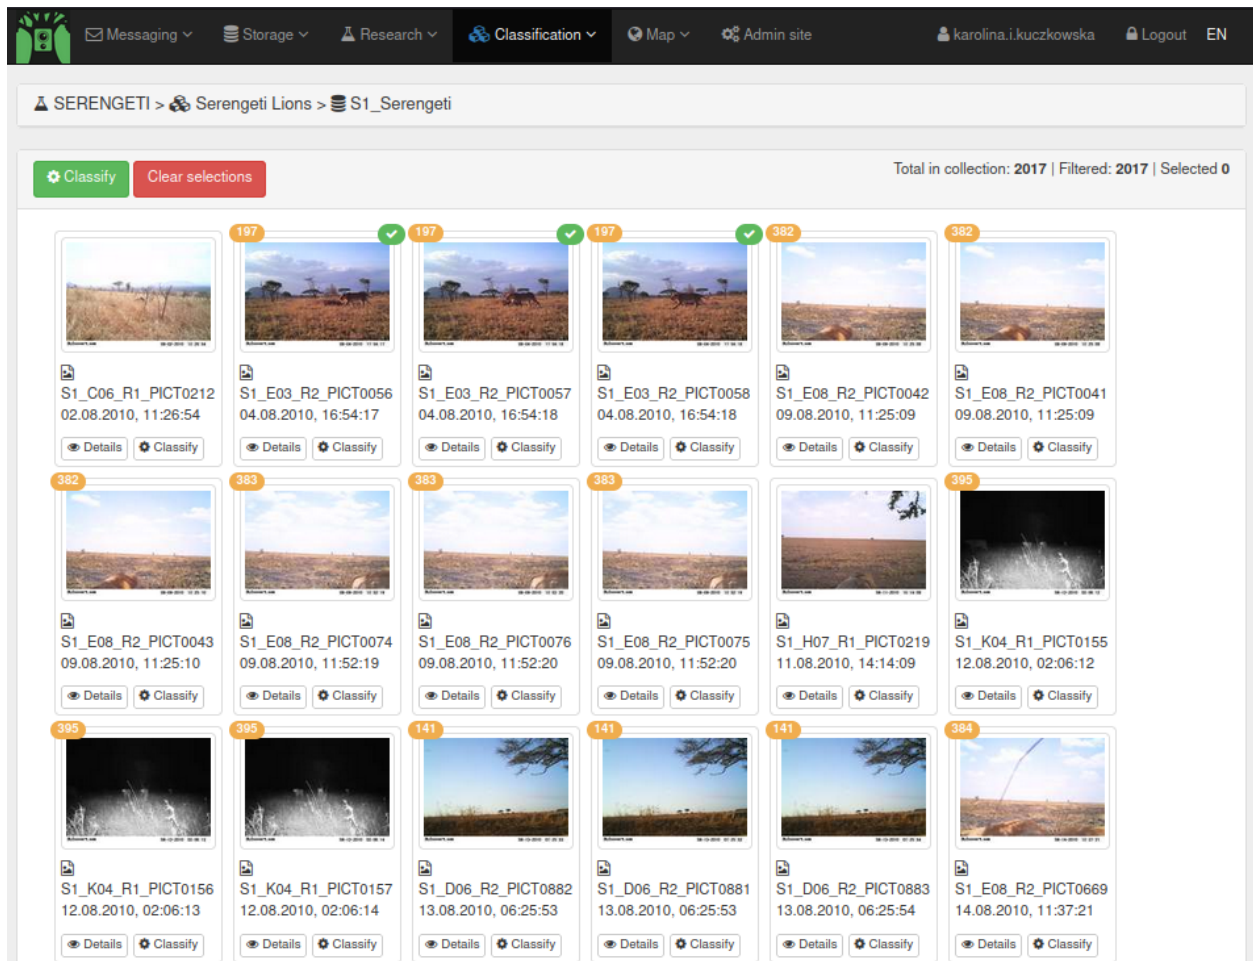 Messaging Storage Research Classification Map Admin site karolina.i.kuczkowska Logout EN
SERENGETI > Serengeti Lions > S1_Serengeti
Classify Clear selections Total in collection: 2017 | Filtered: 2017 | Selected 0
197 197 197 382 382
S1_C06_R1_PICT0212 S1_E03_R2_PICT0056 S1_E03_R2_PICT0057 S1_E03_R2_PICT0058 S1_E08_R2_PICT0042 S1_E08_R2_PICT0041
02.08.2010, 11:26:54 04.08.2010, 16:54:17 04.08.2010, 16:54:18 04.08.2010, 16:54:18 09.08.2010, 11:25:09 09.08.2010, 11:25:09
Details Classify Details Classify Details Classify Details Classify Details Classify Details Classify
382 383 383 383 395
S1_E08_R2_PICT0043 S1_E08_R2_PICT0074 S1_E08_R2_PICT0076 S1_E08_R2_PICT0075 S1_H07_R1_PICT0219 S1_K04_R1_PICT0155
09.08.2010, 11:25:10 09.08.2010, 11:52:19 09.08.2010, 11:52:20 09.08.2010, 11:52:20 11.08.2010, 14:14:09 12.08.2010, 02:06:12
Details Classify Details Classify Details Classify Details Classify Details Classify Details Classify
395 395 141 141 141 384
S1_K04_R1_PICT0156 S1_K04_R1_PICT0157 S1_D06_R2_PICT0882 S1_D06_R2_PICT0881 S1_D06_R2_PICT0883 S1_E08_R2_PICT0669
12.08.2010, 02:06:13 12.08.2010, 02:06:14 13.08.2010, 06:25:53 13.08.2010, 06:25:53 13.08.2010, 06:25:54 14.08.2010, 11:37:21
Details Classify Details Classify Details Classify Details Classify Details Classify Details Classify